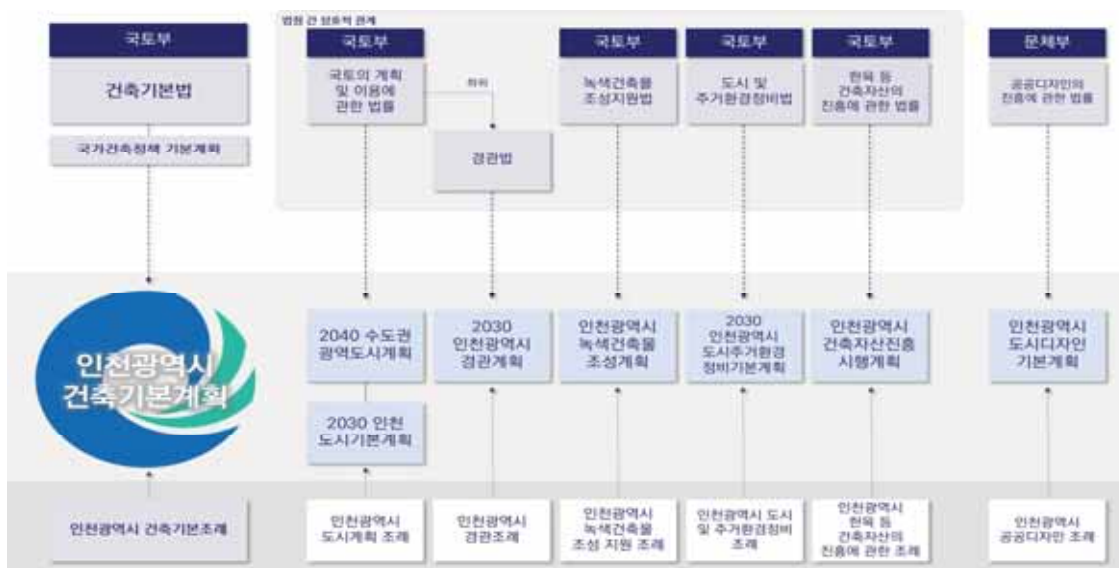 법정 간 상호적 관계
국토부
건축기본법
국가건축정책 기본계획
국토부
국토의 계획
및 이용에
관한 법률
하위
경관법
국토부
녹색건축물
조성지원법
국토부
도시 및
주거환경정비법
국토부
한옥 등
건축자산의
진흥에 관한 법률
문체부
공공디자인의
진흥에 관한 법률
인천광역시
건축기본계획
2040 수도권
광역도시계획
2030 인천
도시기본계획
2030
인천광역시
경관계획
인천광역시
녹색건축물
조성계획
2030
인천광역시
도시주거환경
정비기본계획
인천광역시
건축자산진흥
시행계획
인천광역시
도시디자인
기본계획
인천광역시 건축기본조례
인천광역시
도시계획 조례
인천광역시
경관조례
인천광역시
녹색건축물
조성 지원 조례
인천광역시 도시
및 주거환경정비
조례
인천광역시
한옥 등
건축자산의
진흥에 관한 조례
인천광역시
공공디자인 조례